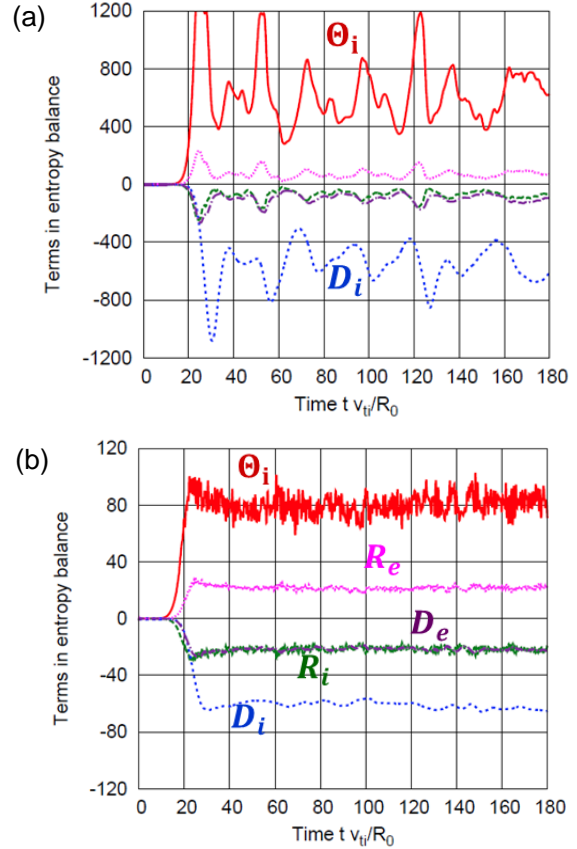 (a)
1200
800
400
0
-400
-800
-1200
Terms in entropy balance
Θi
Di
0 20 40 60 80 100 120 140 160 180
Time t vti/R0
(b)
120
80
40
0
-40
-80
-120
Terms in entropy balance
Θi
Re
De
Ri
Di
0 20 40 60 80 100 120 140 160 180
Time t vti/R0